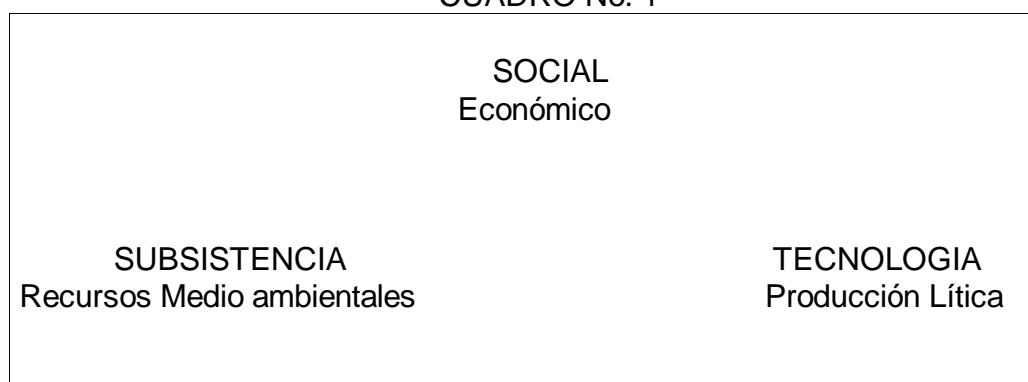 CUADRO No. 1
SOCIAL
Económico
SUBSISTENCIA TECNOLOGIA
Recursos Medio ambientales Producción Lítica